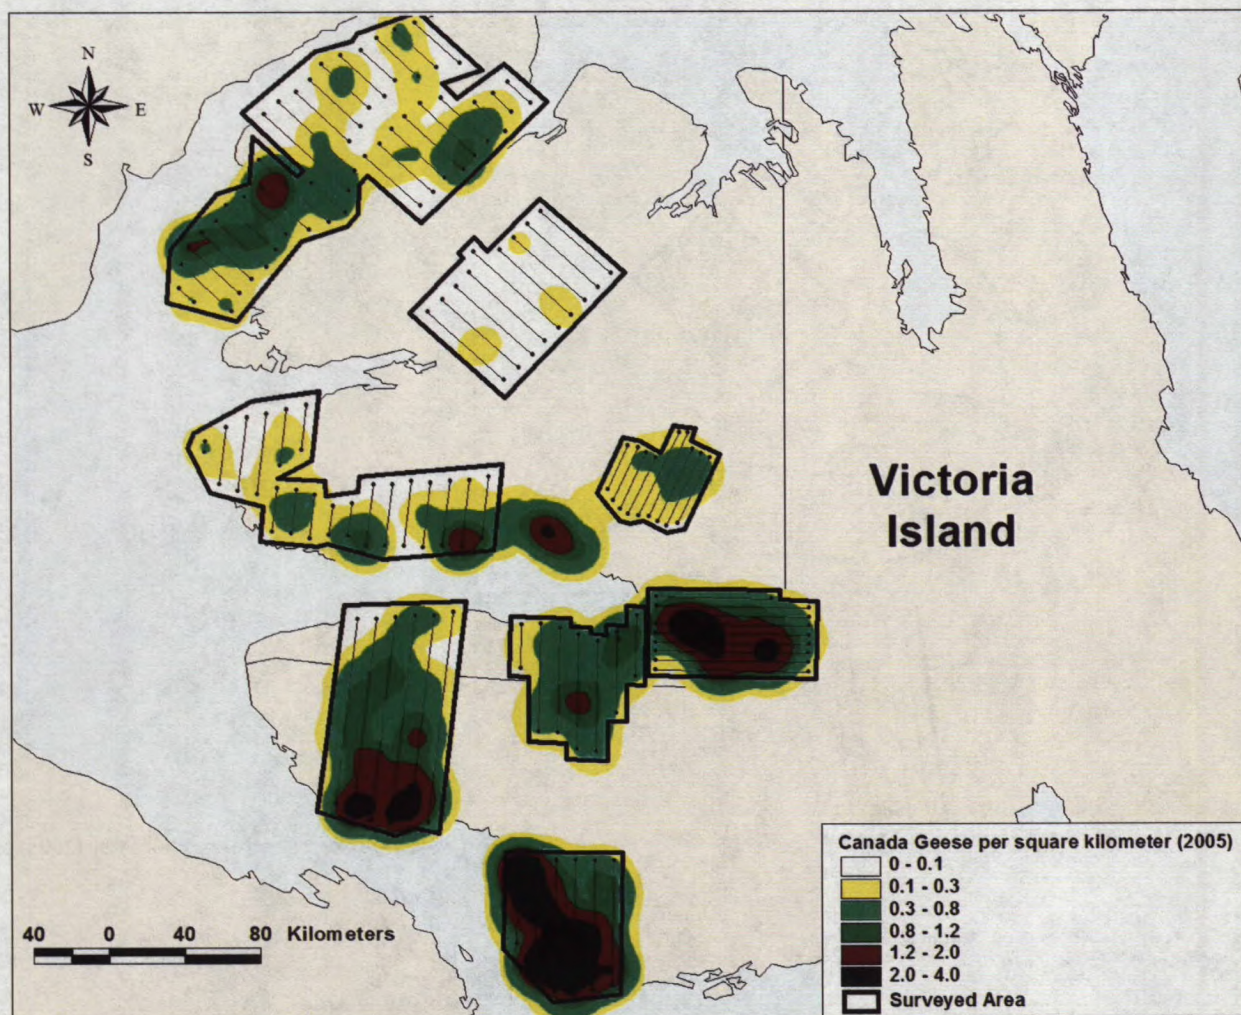 N
W E
S
Victoria
Island
Canada Geese per square kilometer (2005)
0 - 0.1
0.1 - 0.3
0.3 - 0.8
0.8 - 1.2
1.2 - 2.0
2.0 - 4.0
Surveyed Area
40 0 40 80 Kilometers